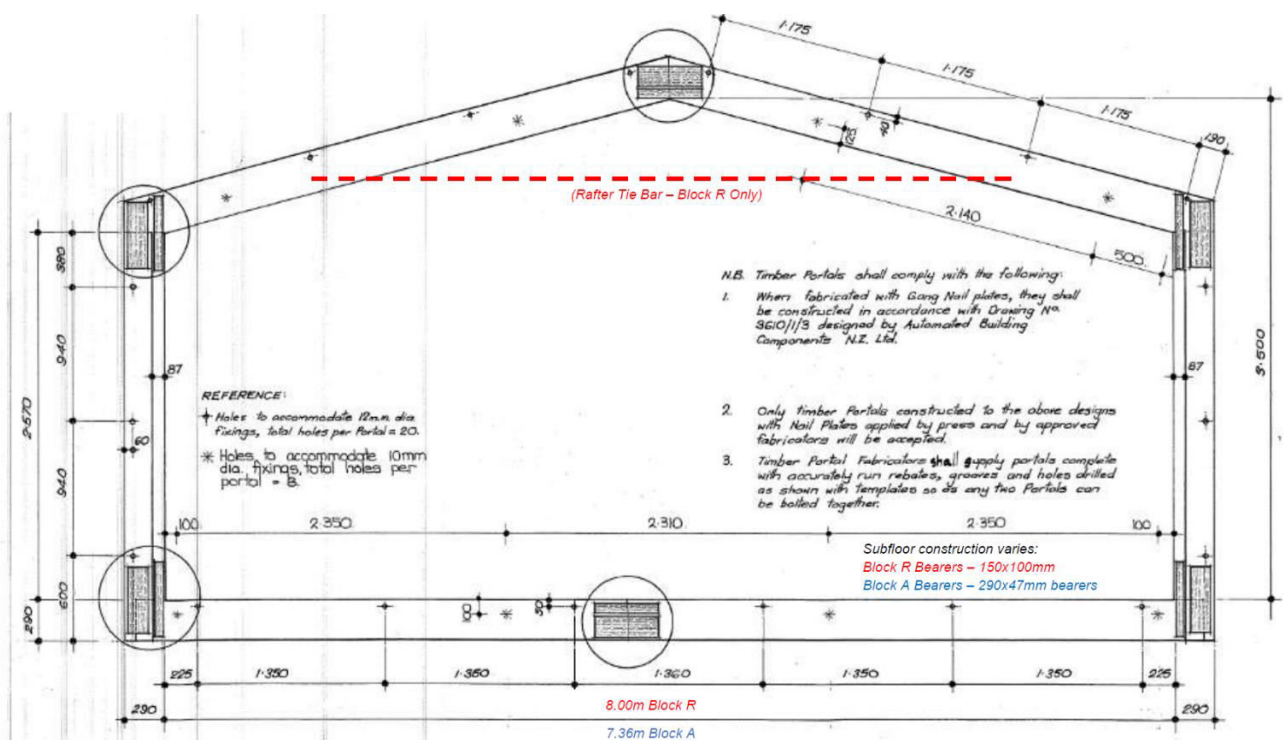 1·175
1·175
1·175
190
40
125
(Rafter Tie Bar – Block R Only)
2·140
500.
380
940
940
600
290
2·570
87
60
87
3·500
N.B. Timber Portals shall comply with the following:
1. When fabricated with Gang Nail plates, they shall
be constructed in accordance with Drawing No
3610/1/3 designed by Automated Building
Components N.Z. Ltd.
2. Only timber Portals constructed to the above designs
with Nail Plates applied by press and by approved
fabricators will be accepted.
3. Timber Portal Fabricators shall supply portals complete
with accurately run rebates, grooves and holes drilled
as shown with templates so as any two Portals can
be bolted together.
REFERENCE:
Holes to accommodate 12mm dia
fixings, total holes per Portal = 20.
Holes to accommodate 10mm
dia. fixings, total holes per
portal = 8.
100. 2·350 2·310 2·350 100
Subfloor construction varies:
Block R Bearers – 150x100mm
Block A Bearers – 290x47mm bearers
100
50
225 1·350 1·350 1·360 1·350 1·350 225
290 8.00m Block R 290
7.36m Block A